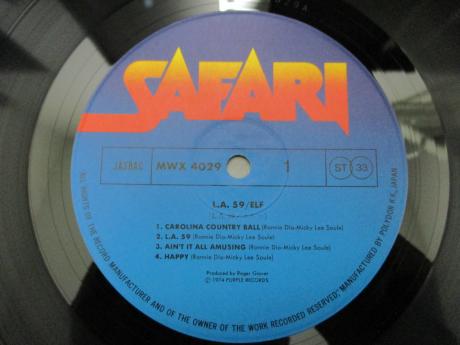 SAFARI
JASRAC MWX 4029 1 ST 33
L.A. 59/ELF
1. CAROLINA COUNTRY BALL (Ronnie Dio-Micky Lee Soule)
2. L.A. 59 (Ronnie Dio-Micky Lee Soule)
3. AIN'T IT ALL AMUSING (Ronnie Dio-Micky Lee Soule)
4. HAPPY (Ronnie Dio-Micky Lee Soule)
Produced by Roger Glover
Ⓟ 1974 PURPLE RECORDS
ALL RIGHTS OF THE RECORD MANUFACTURER AND OF THE OWNER OF THE WORK RECORDED RESERVED; MANUFACTURED BY POLYDOR K.K., JAPAN